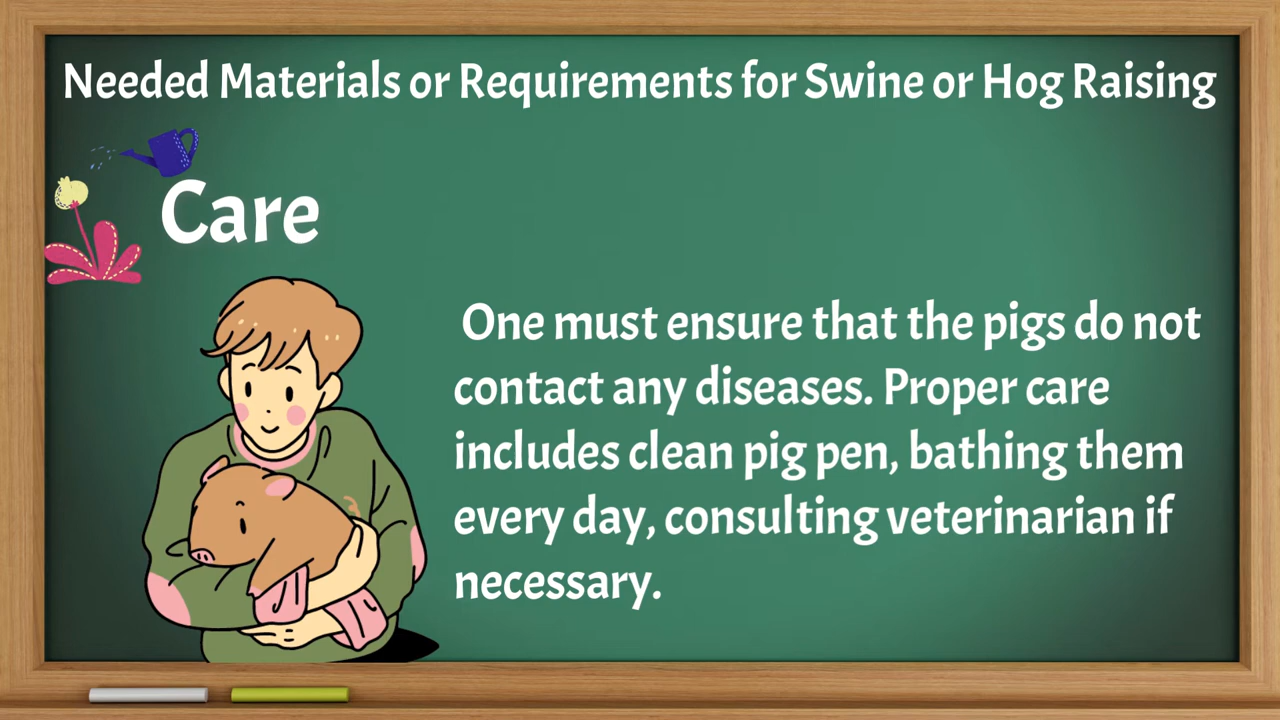 Needed Materials or Requirements for Swine or Hog Raising
Care
One must ensure that the pigs do not
contact any diseases. Proper care
includes clean pig pen, bathing them
every day, consulting veterinarian if
necessary.